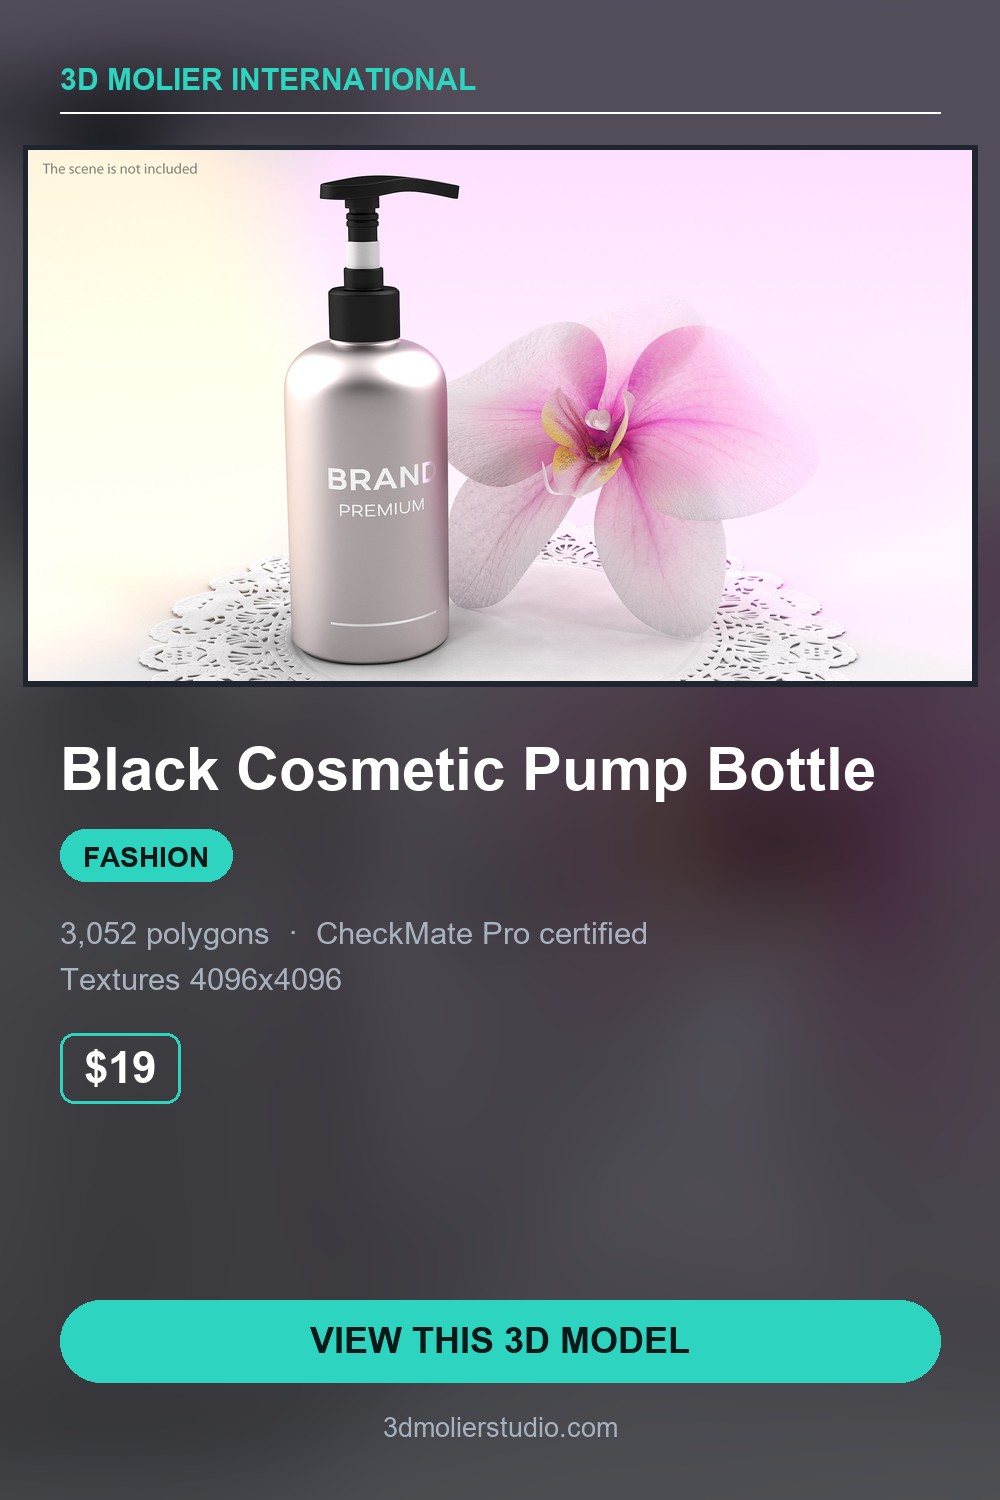 3D MOLIER INTERNATIONAL
The scene is not included
BRAND
PREMIUM
Black Cosmetic Pump Bottle
FASHION
3,052 polygons · CheckMate Pro certified
Textures 4096x4096
$19
VIEW THIS 3D MODEL
3dmolierstudio.com